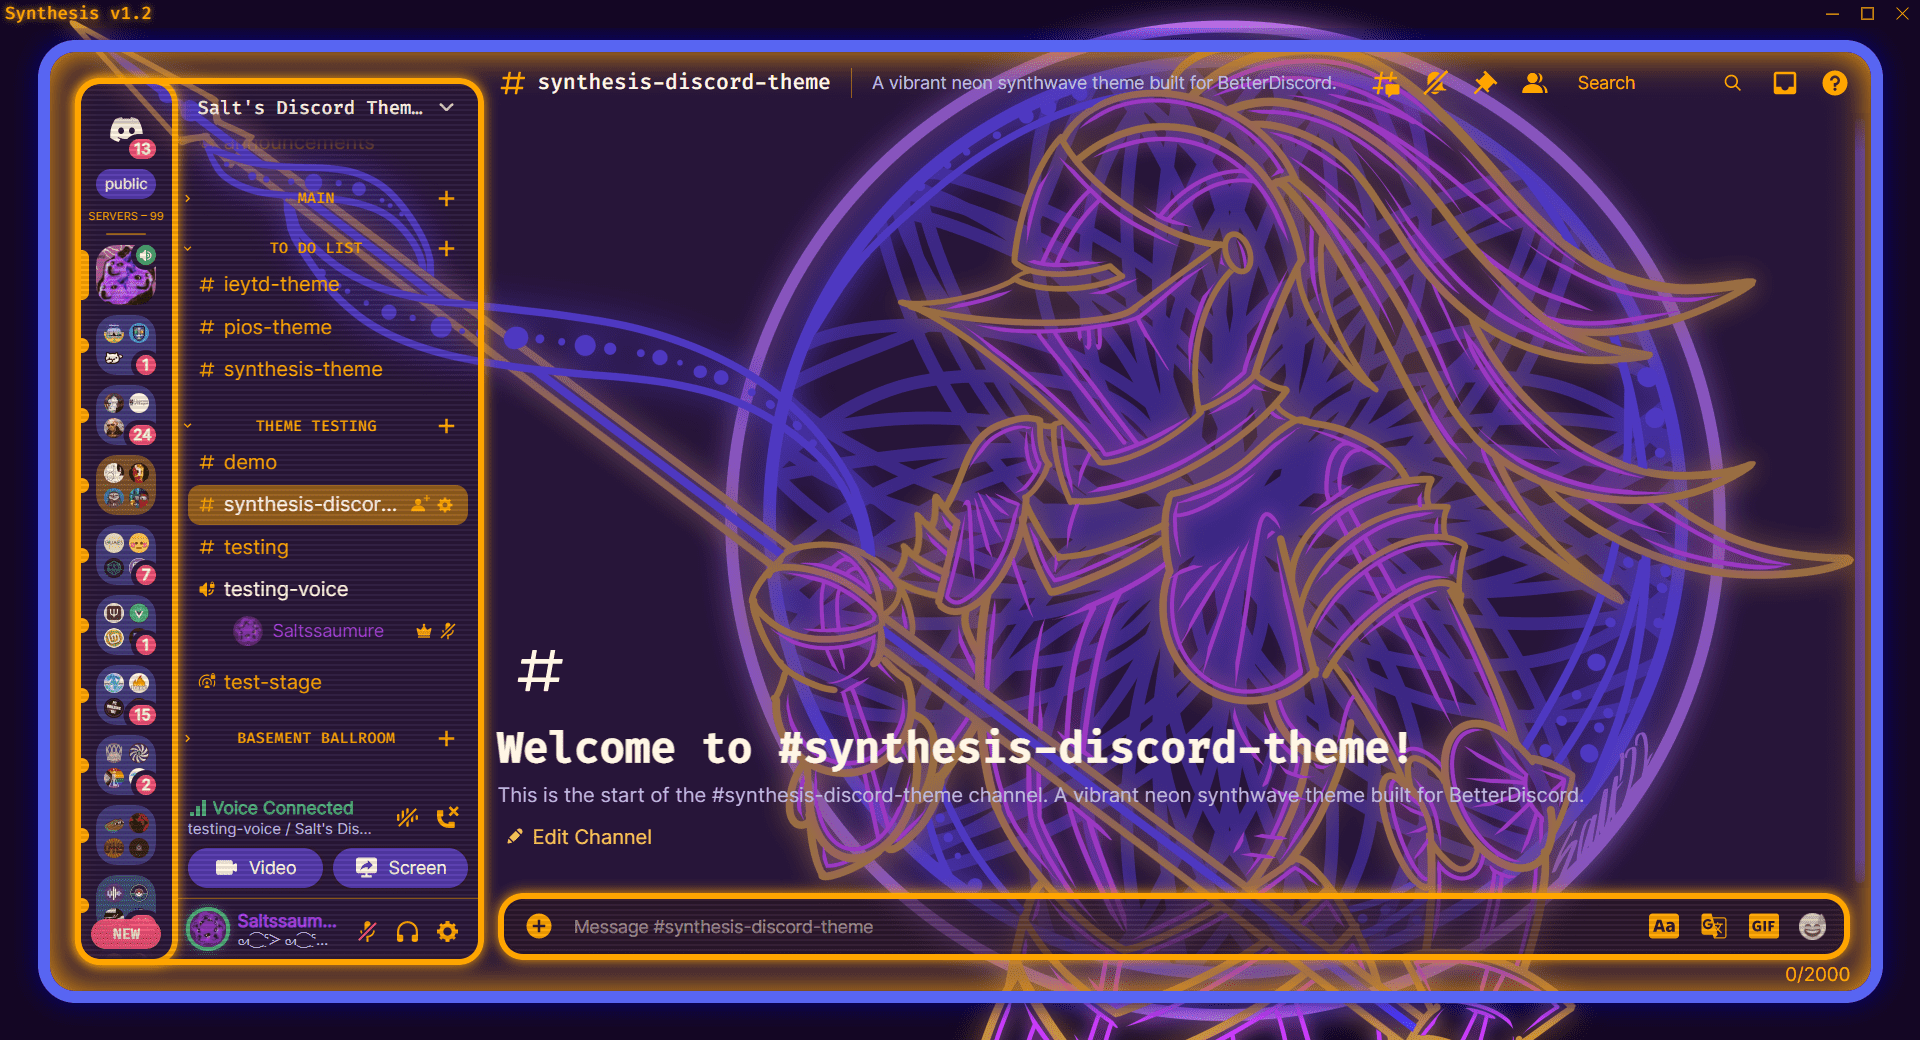 Synthesis v1.2
13
public
SERVERS – 99
1
24
7
1
15
2
NEW
Salt's Discord Them...
announcements
MAIN
TO DO LIST
# ieytd-theme
# pios-theme
# synthesis-theme
THEME TESTING
# demo
# synthesis-discor...
# testing
testing-voice
Saltssaumure
test-stage
BASEMENT BALLROOM
Voice Connected
testing-voice / Salt's Dis...
Video
Screen
Saltssaum...
# synthesis-discord-theme
A vibrant neon synthwave theme built for BetterDiscord.
Search
?
#
Welcome to #synthesis-discord-theme!
This is the start of the #synthesis-discord-theme channel. A vibrant neon synthwave theme built for BetterDiscord.
Edit Channel
Message #synthesis-discord-theme
Aa
GIF
0/2000